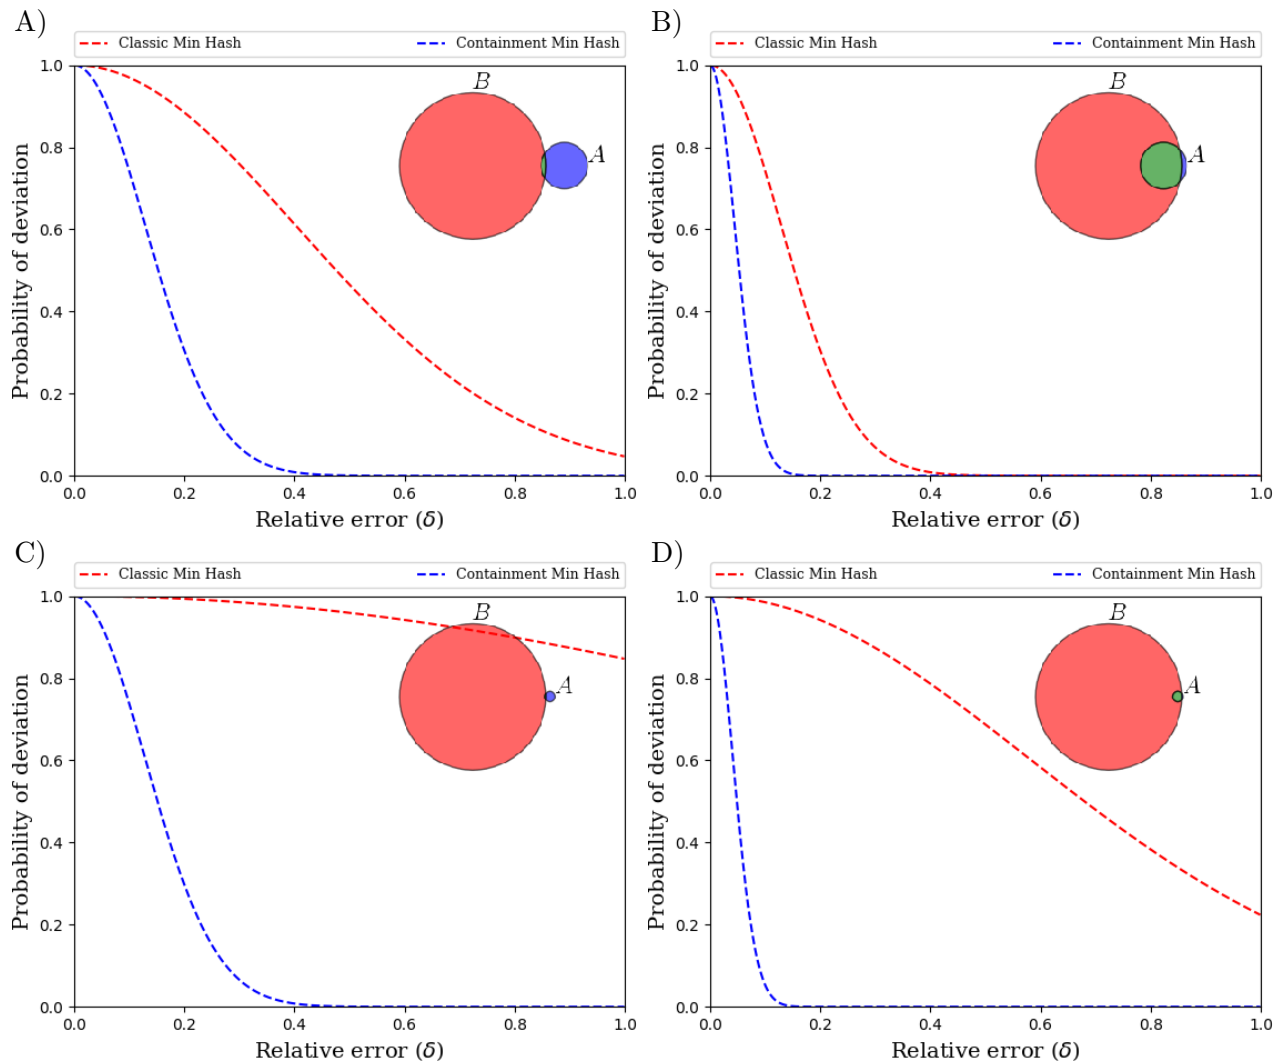 A)
Classic Min Hash Containment Min Hash
1.0
0.8
0.6
0.4
0.2
0.0
Probability of deviation
B
A
0.0 0.2 0.4 0.6 0.8 1.0
Relative error (δ)
B)
Classic Min Hash Containment Min Hash
1.0
0.8
0.6
0.4
0.2
0.0
Probability of deviation
B
A
0.0 0.2 0.4 0.6 0.8 1.0
Relative error (δ)
C)
Classic Min Hash Containment Min Hash
1.0
0.8
0.6
0.4
0.2
0.0
Probability of deviation
B
A
0.0 0.2 0.4 0.6 0.8 1.0
Relative error (δ)
D)
Classic Min Hash Containment Min Hash
1.0
0.8
0.6
0.4
0.2
0.0
Probability of deviation
B
A
0.0 0.2 0.4 0.6 0.8 1.0
Relative error (δ)